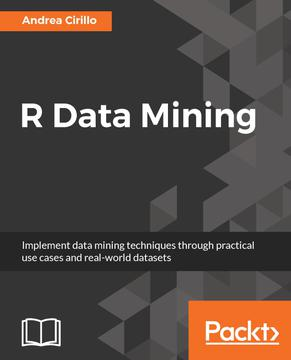 Andrea Cirillo
R Data Mining
Implement data mining techniques through practical
use cases and real-world datasets
Packt>